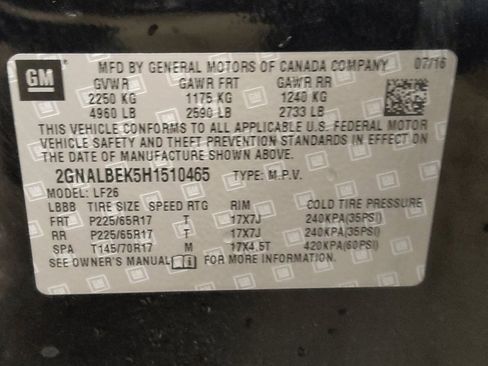 GM
MFD BY GENERAL MOTORS OF CANADA COMPANY 07/16
GVWR GAWR FRT GAWR RR
2250 KG 1175 KG 1240 KG
4960 LB 2590 LB 2733 LB
THIS VEHICLE CONFORMS TO ALL APPLICABLE U.S. FEDERAL MOTOR
VEHICLE SAFETY AND THEFT PREVENTION STANDARDS IN EFFECT ON
THE DATE OF MANUFACTURE SHOWN ABOVE.
2GNALBEK5H1510465 TYPE: M.P.V.
MODEL: LF26
LBBB TIRE SIZE SPEED RTG RIM COLD TIRE PRESSURE
FRT P225/65R17 T 17X7J 240KPA(35PSI)
RR P225/65R17 T 17X7J 240KPA(35PSI)
SPA T145/70R17 M 17X4.5T 420KPA(60PSI)
SEE OWNER'S MANUAL FOR MORE INFORMATION.